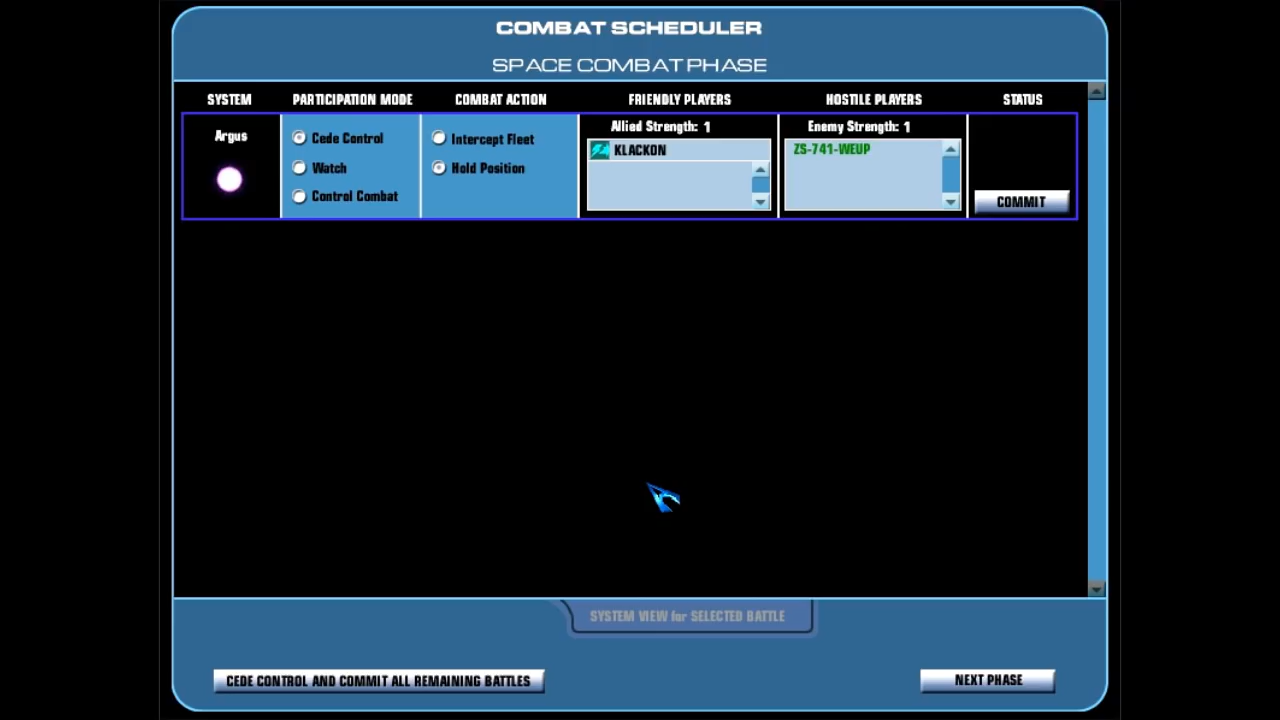 COMBAT SCHEDULER
SPACE COMBAT PHASE
SYSTEM PARTICIPATION MODE COMBAT ACTION FRIENDLY PLAYERS HOSTILE PLAYERS STATUS
Argus
Cede Control
Watch
Control Combat
Intercept Fleet
Hold Position
Allied Strength: 1
KLACKON
Enemy Strength: 1
ZS-741-WEUP
COMMIT
SYSTEM VIEW for SELECTED BATTLE
CEDE CONTROL AND COMMIT ALL REMAINING BATTLES
NEXT PHASE